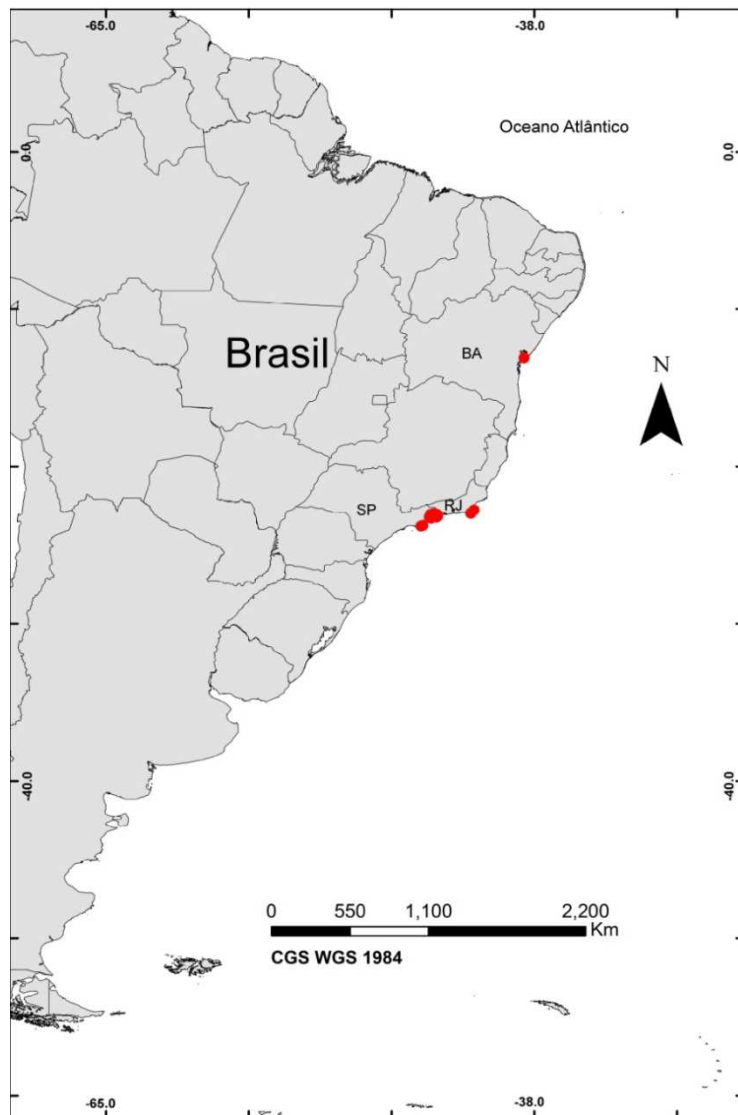 -65.0 -38.0
Oceano Atlântico
0.0 0.0
Brasil
BA
N
SP
RJ
-40.0 -40.0
0 550 1,100 2,200
Km
CGS WGS 1984
-65.0 -38.0